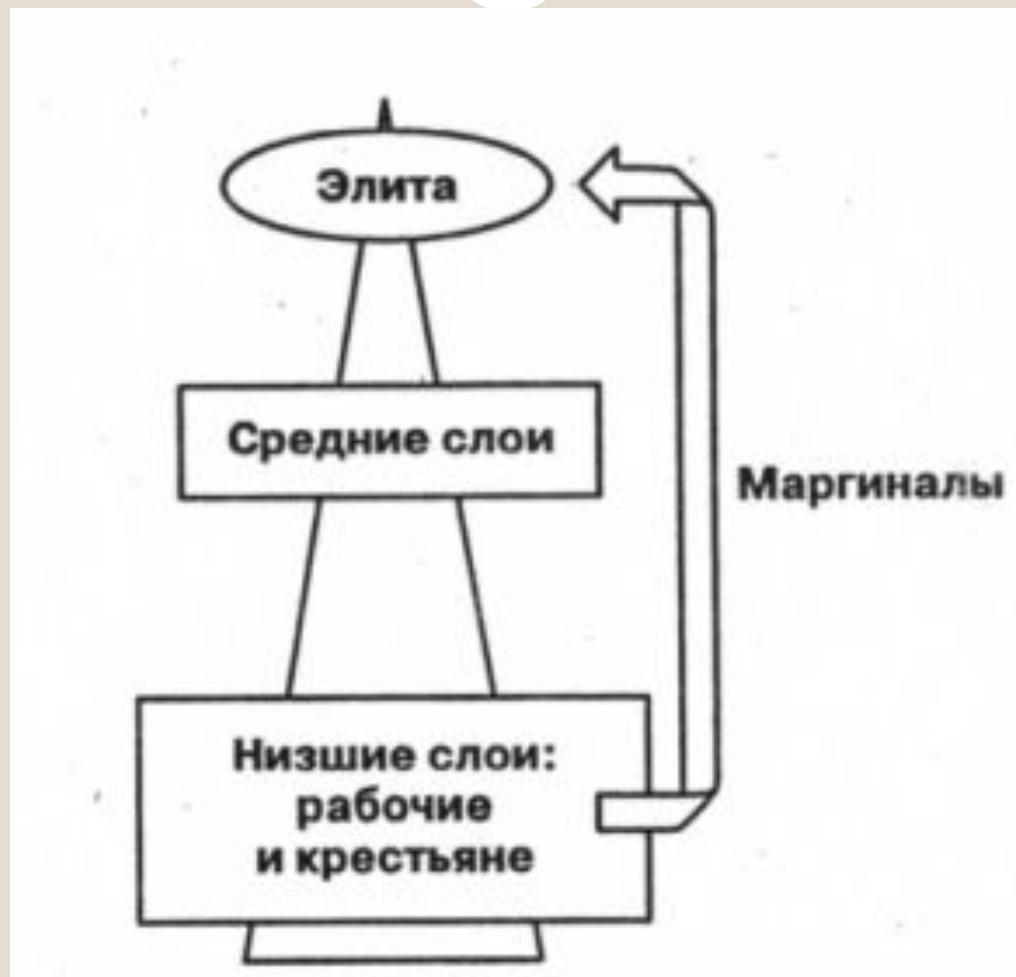 Элита
Средние слои
Маргиналы
Низшие слои:
рабочие
и крестьяне